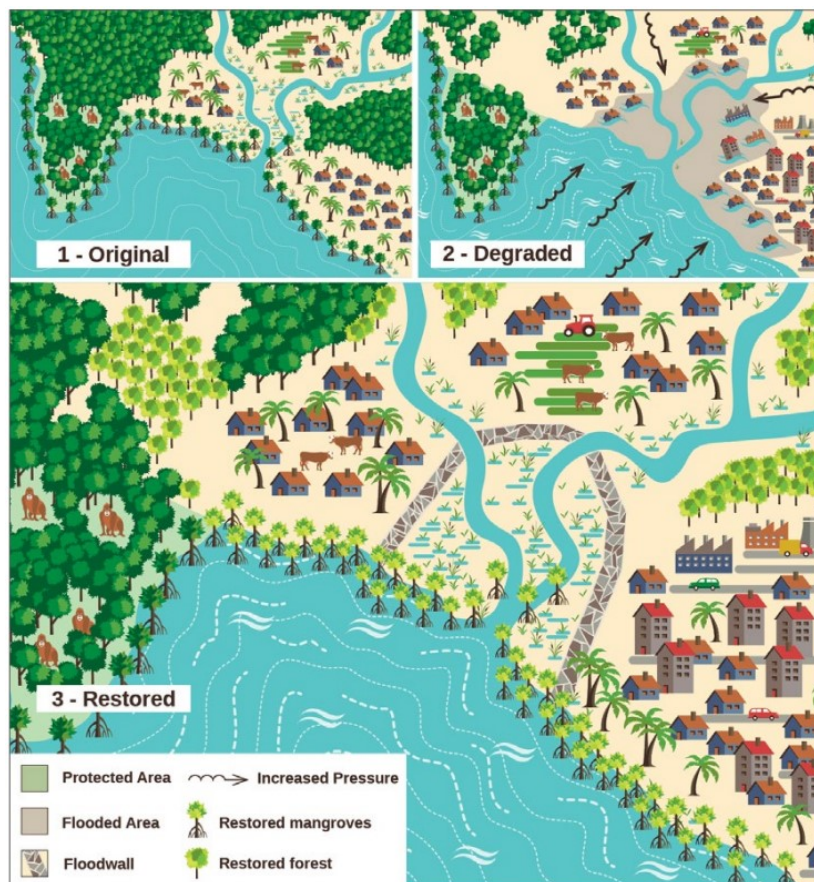 1 - Original
2 - Degraded
3 - Restored
Protected Area
Increased Pressure
Flooded Area
Restored mangroves
Floodwall
Restored forest